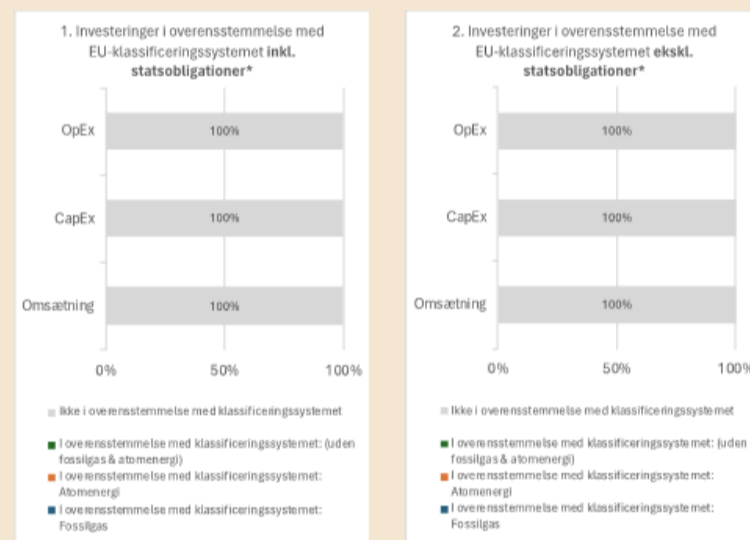 1. Investeringer i overensstemmelse med
EU-klassificeringssystemet inkl.
statsobligationer*
OpEx
100%
CapEx
100%
Omsætning
100%
0%
50%
100%
Ikke i overensstemmelse med klassificeringssystemet
I overensstemmelse med klassificeringssystemet: (uden
fossilgas & atomenergi)
I overensstemmelse med klassificeringssystemet:
Atomenergi
I overensstemmelse med klassificeringssystemet:
Fossilgas
2. Investeringer i overensstemmelse med
EU-klassificeringssystemet ekskl.
statsobligationer*
OpEx
100%
CapEx
100%
Omsætning
100%
0%
50%
100%
Ikke i overensstemmelse med klassificeringssystemet
I overensstemmelse med klassificeringssystemet: (uden
fossilgas & atomenergi)
I overensstemmelse med klassificeringssystemet:
Atomenergi
I overensstemmelse med klassificeringssystemet:
Fossilgas